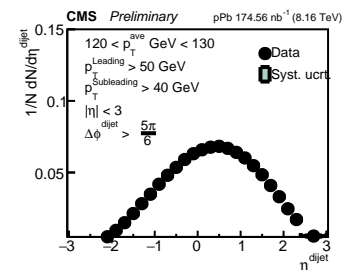 CMS Preliminary pPb 174.56 nb⁻¹ (8.16 TeV)
120 < p_T^ave GeV < 130
p_T^Leading > 50 GeV
p_T^Subleading > 40 GeV
|η| < 3
Δφ^dijet > 5π/6
Data
Syst. ucrt.
1/N dN/dη^dijet
0.15
0.1
0.05
−3 −2 −1 0 1 2 3
η^dijet